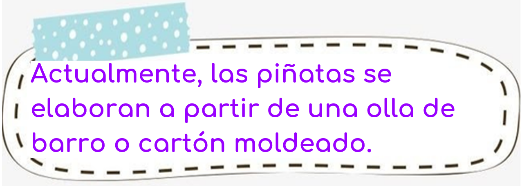 Actualmente, las piñatas se
elaboran a partir de una olla de
barro o cartón moldeado.